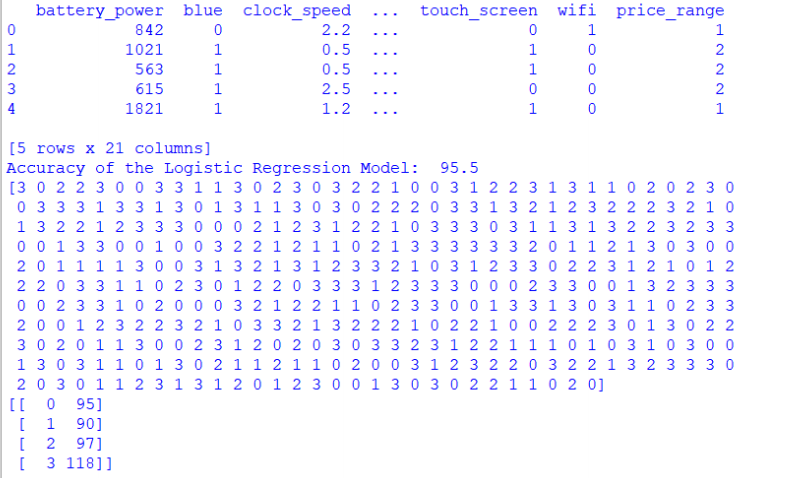 battery_power blue clock_speed ... touch_screen wifi price_range
0 842 0 2.2 ... 0 1 1
1 1021 1 0.5 ... 1 0 2
2 563 1 0.5 ... 1 0 2
3 615 1 2.5 ... 0 0 2
4 1821 1 1.2 ... 1 0 1
[5 rows x 21 columns]
Accuracy of the Logistic Regression Model:  95.5
[3 0 2 2 3 0 0 3 3 1 1 3 0 2 3 0 3 2 2 1 0 0 3 1 2 2 3 1 3 1 1 0 2 0 2 3 0
0 3 3 3 1 3 3 1 3 0 1 3 1 1 3 0 3 0 2 2 2 0 3 3 1 3 2 1 2 3 2 2 2 3 2 1 0
1 3 2 2 1 2 3 3 3 0 0 0 2 1 2 3 1 2 2 1 0 3 3 3 0 3 1 1 3 1 3 2 2 3 2 3 3
0 0 1 3 3 0 0 1 0 0 3 2 2 1 2 1 1 0 2 1 3 3 3 3 3 3 2 0 1 1 2 1 3 0 3 0 0
2 0 1 1 1 1 3 0 0 3 1 3 2 1 3 1 2 3 3 2 1 0 3 1 2 3 3 0 2 2 3 1 2 1 0 1 2
2 2 0 3 3 1 1 0 2 3 0 1 2 2 0 3 3 3 1 2 3 3 3 0 0 0 2 3 3 0 0 1 3 2 3 3 3
0 0 2 3 3 1 0 2 0 0 0 3 2 1 2 2 1 1 0 2 3 3 0 0 1 3 3 1 3 0 3 1 1 0 2 3 3
2 0 0 1 2 3 2 2 3 2 1 0 3 3 2 1 3 2 2 2 1 0 2 2 1 0 0 2 2 2 3 0 1 3 0 2 2
3 0 2 0 1 1 3 0 0 2 3 1 2 0 2 0 3 0 3 3 2 3 1 2 2 1 1 1 0 1 0 3 1 0 3 0 0
1 3 0 3 1 1 0 1 3 0 2 1 1 2 1 1 0 2 0 0 3 1 2 3 2 2 0 3 2 2 1 3 2 3 3 3 0
2 0 3 0 1 1 2 3 1 3 1 2 0 1 2 3 0 0 1 3 0 3 0 2 2 1 1 0 2 0]
[[  0  95]
[  1  90]
[  2  97]
[  3 118]]